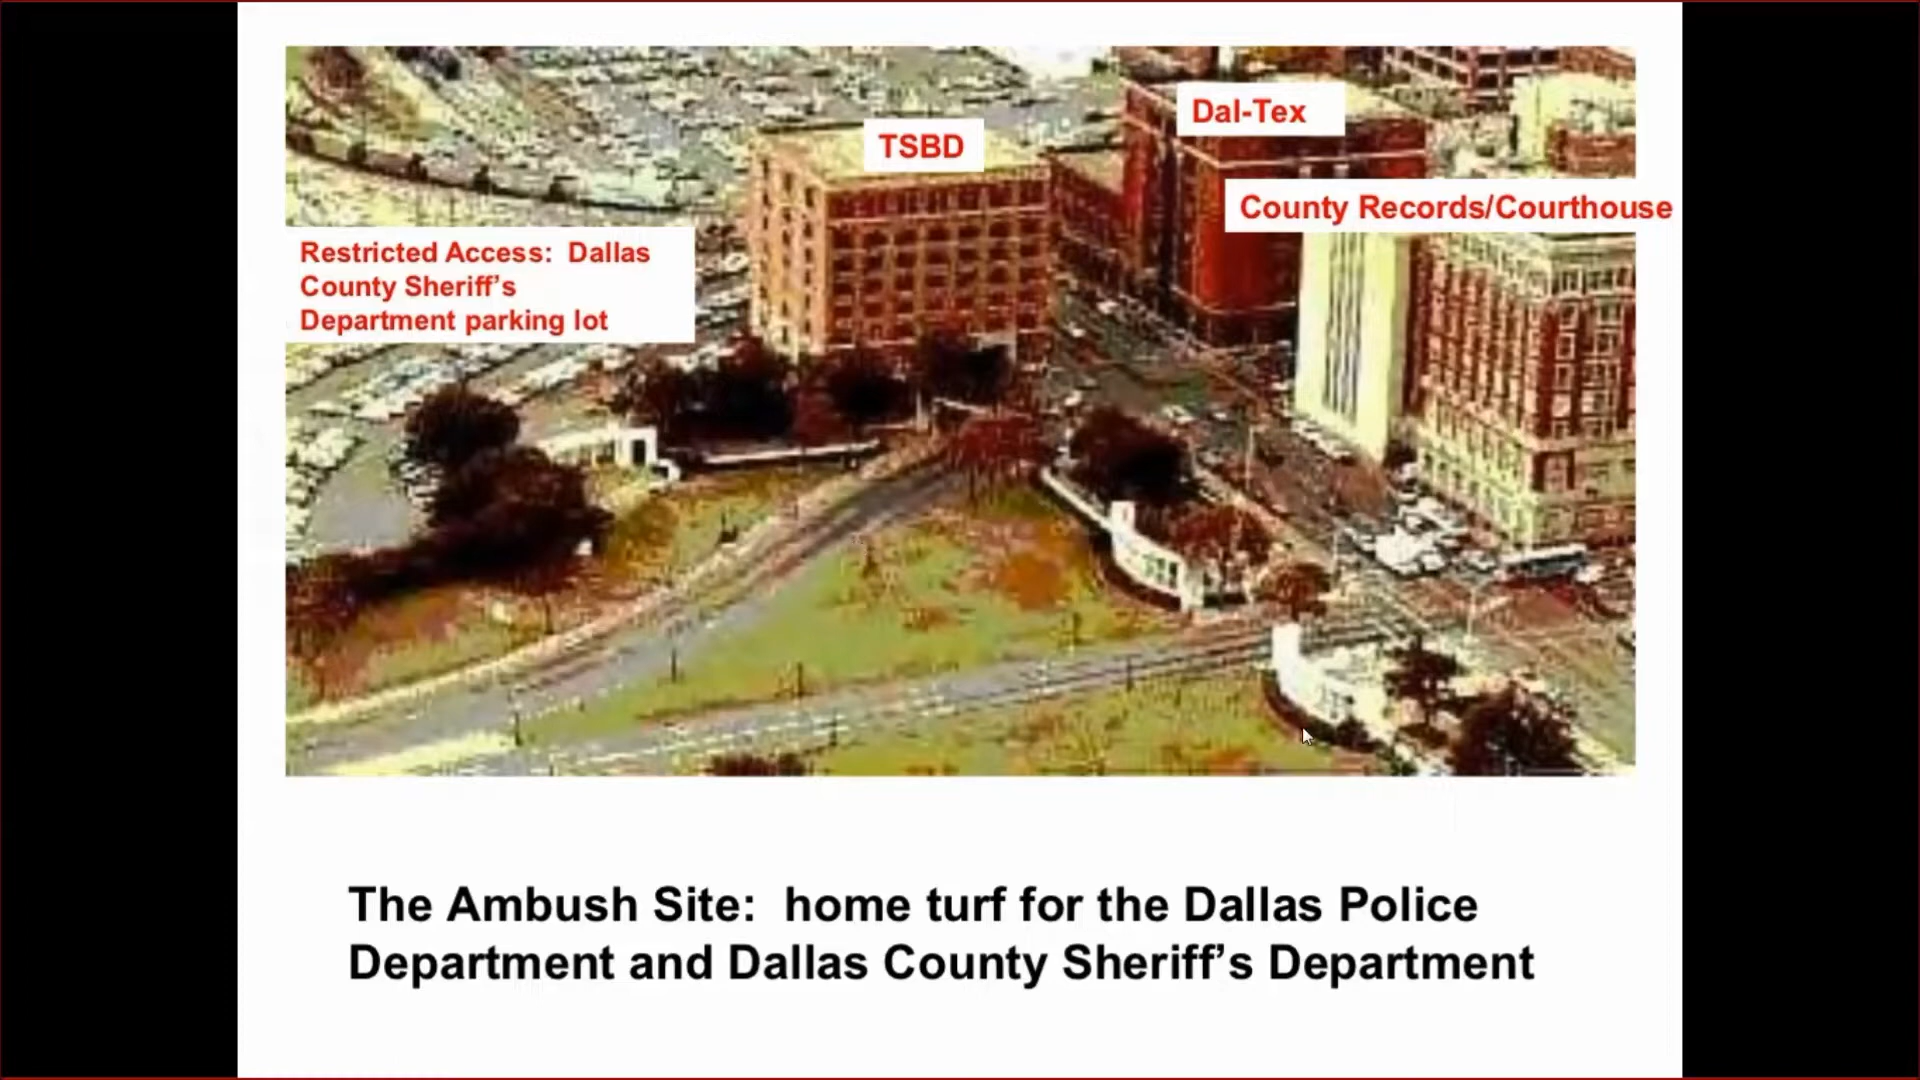 TSBD
Dal-Tex
County Records/Courthouse
Restricted Access:  Dallas
County Sheriff’s
Department parking lot
The Ambush Site:  home turf for the Dallas Police
Department and Dallas County Sheriff’s Department